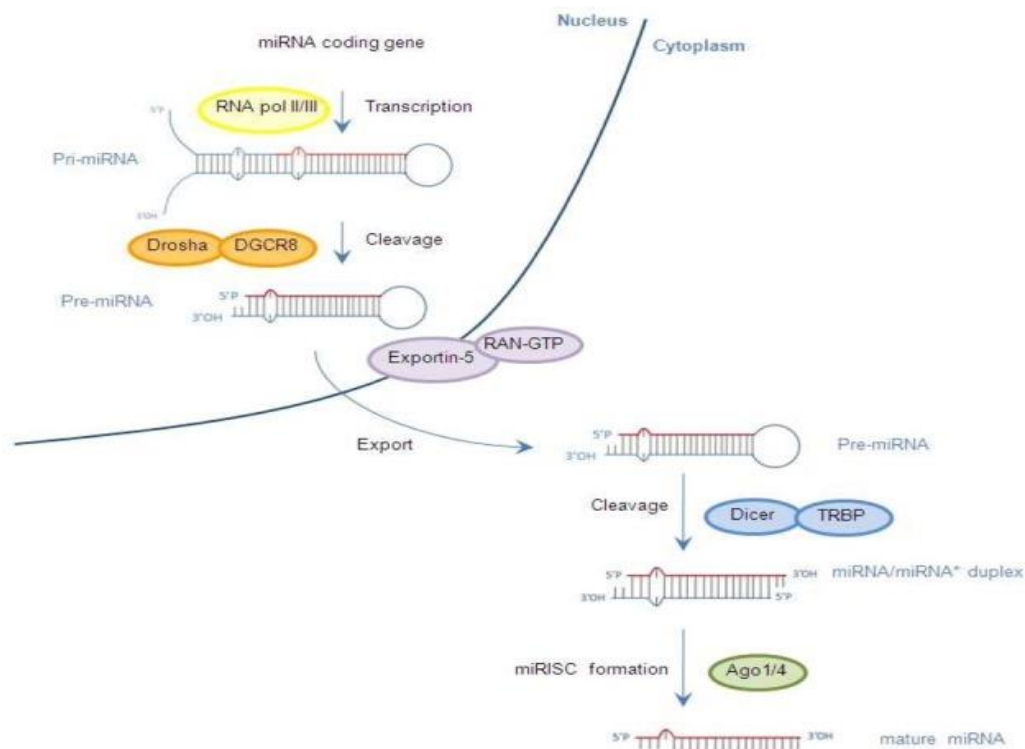 Nucleus
Cytoplasm
miRNA coding gene
RNA pol II/III
Transcription
5'P
Pri-miRNA
3'OH
Drosha
DGCR8
Cleavage
Pre-miRNA
5'P
3'OH
Exportin-5
RAN-GTP
Export
5'P
3'OH
Pre-miRNA
Cleavage
Dicer
TRBP
5'P
3'OH
miRNA/miRNA* duplex
3'OH
5'P
miRISC formation
Ago1/4
5'P
3'OH
mature miRNA